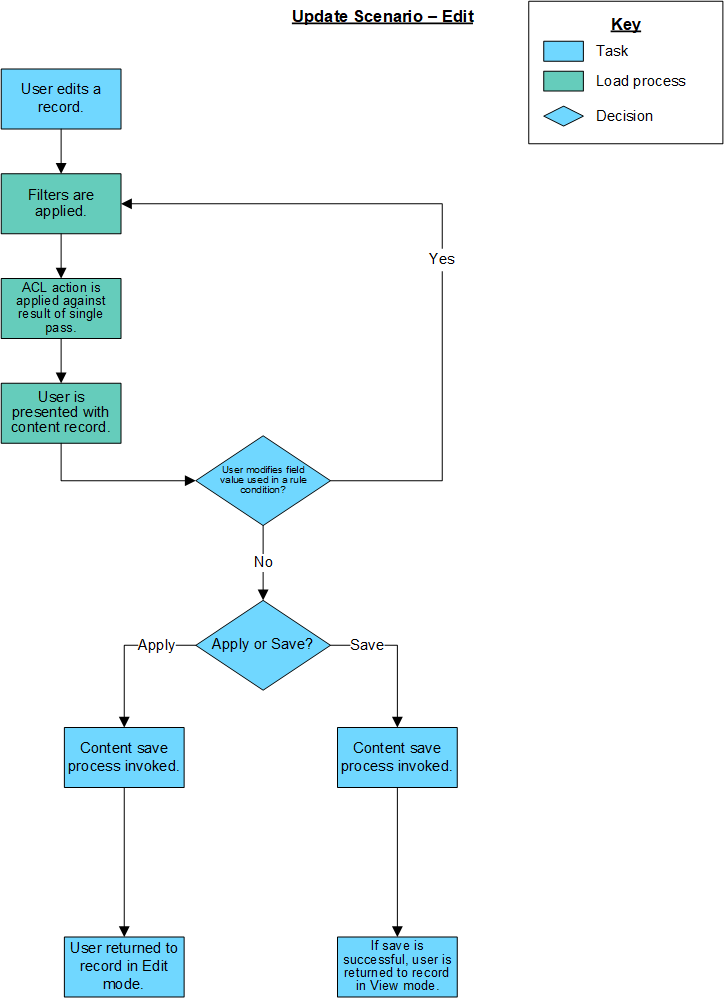 Update Scenario – Edit
Key
Task
Load process
Decision
User edits a
record.
Filters are
applied.
Yes
ACL action is
applied against
result of single
pass.
User is
presented with
content record.
User modifies field
value used in a rule
condition?
No
Apply or Save?
Apply
Save
Content save
process invoked.
Content save
process invoked.
User returned to
record in Edit
mode.
If save is
successful, user is
returned to record
in View mode.